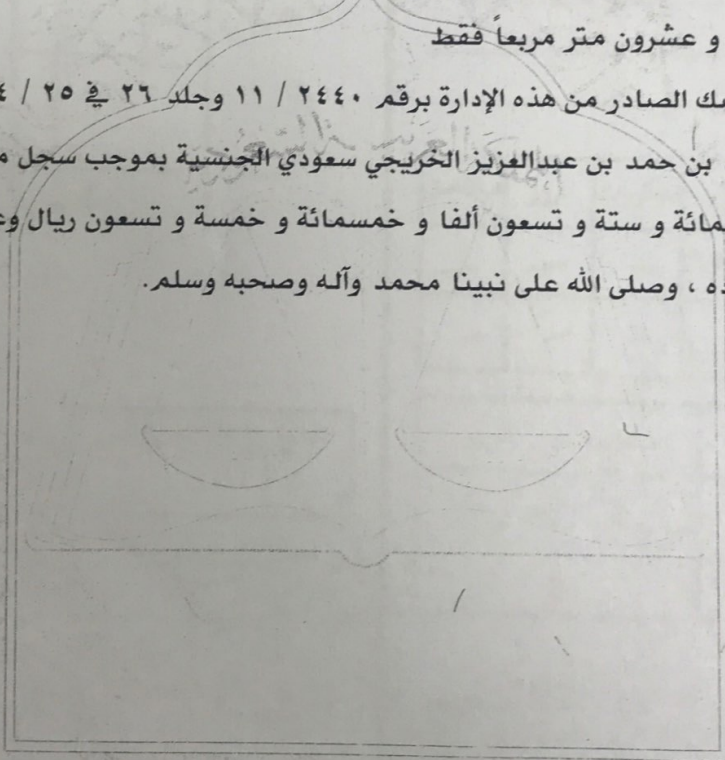 و عشرون متر مربعاً فقط
الصادر من هذه الإدارة برقم ٢٤٤٠ / ١١ وجلد ٢٦ في ٢٥ /
بن حمد بن عبدالعزيز الخريجي سعودي الجنسية بموجب سجل
و ستة و تسعون ألفا و خمسمائة و خمسة و تسعون ريال
، وصلى الله على نبينا محمد وآله وصحبه وسلم.